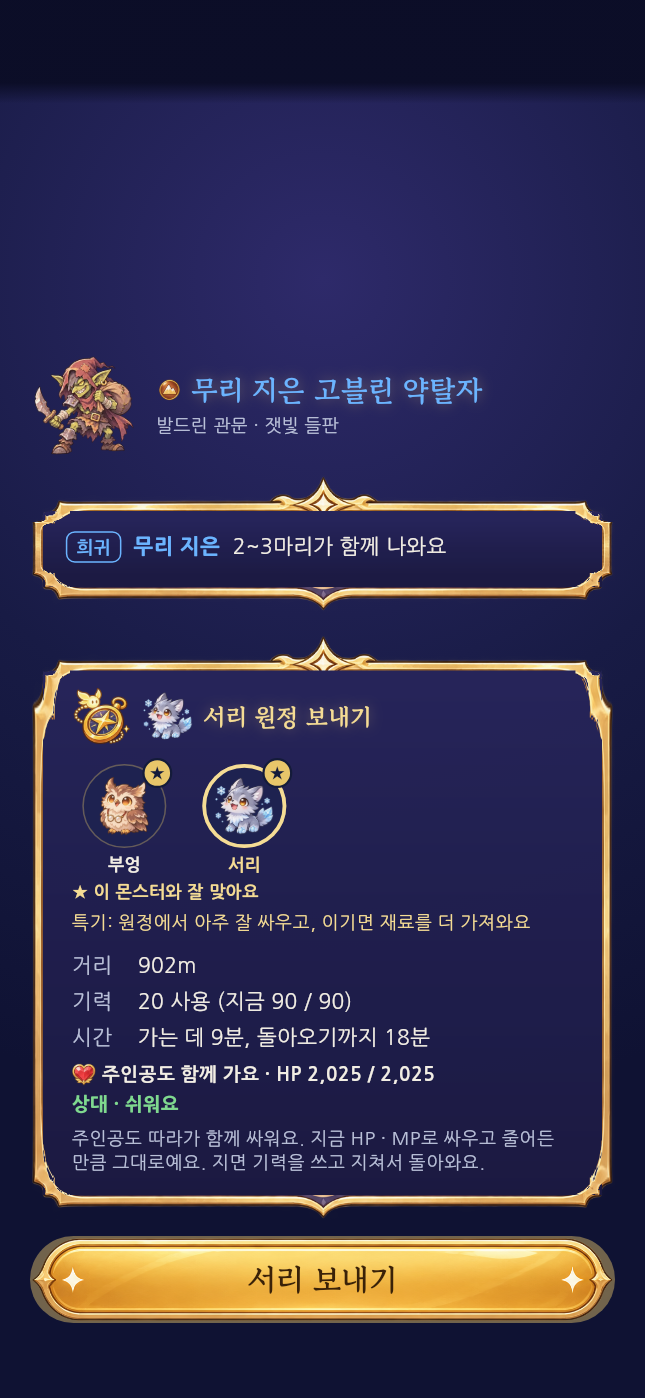 무리 지은 고블린 약탈자
발드린 관문 · 잿빛 들판
희귀 무리 지은 2~3마리가 함께 나와요
서리 원정 보내기
부엉 서리
★ 이 몬스터와 잘 맞아요
특기: 원정에서 아주 잘 싸우고, 이기면 재료를 더 가져와요
거리 902m
기력 20 사용 (지금 90 / 90)
시간 가는 데 9분, 돌아오기까지 18분
주인공도 함께 가요 · HP 2,025 / 2,025
상대 · 쉬워요
주인공도 따라가 함께 싸워요. 지금 HP · MP로 싸우고 줄어든
만큼 그대로예요. 지면 기력을 쓰고 지쳐서 돌아와요.
서리 보내기